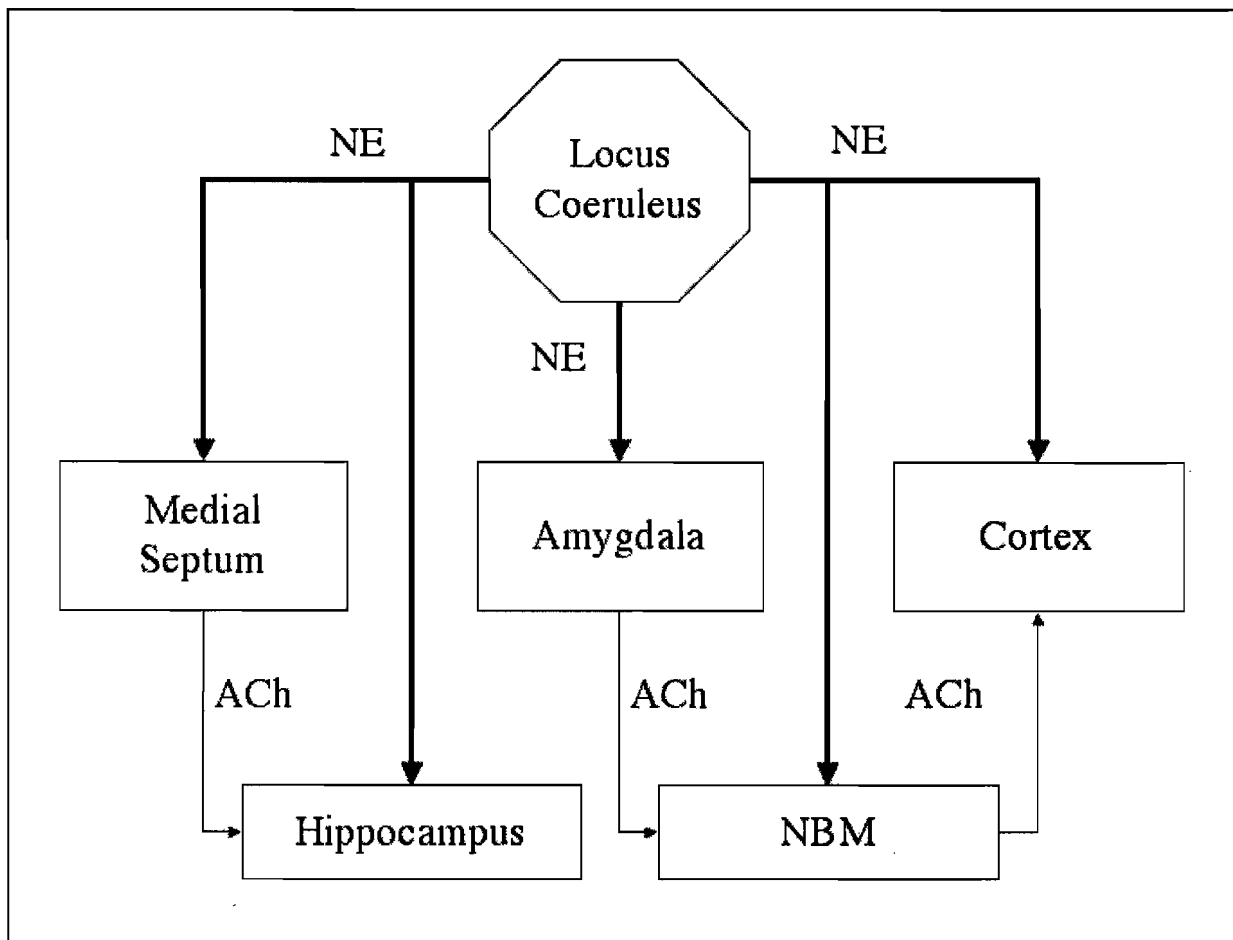 NE
Locus
Coeruleus
NE
NE
Medial
Septum
Amygdala
Cortex
ACh
ACh
ACh
Hippocampus
NBM